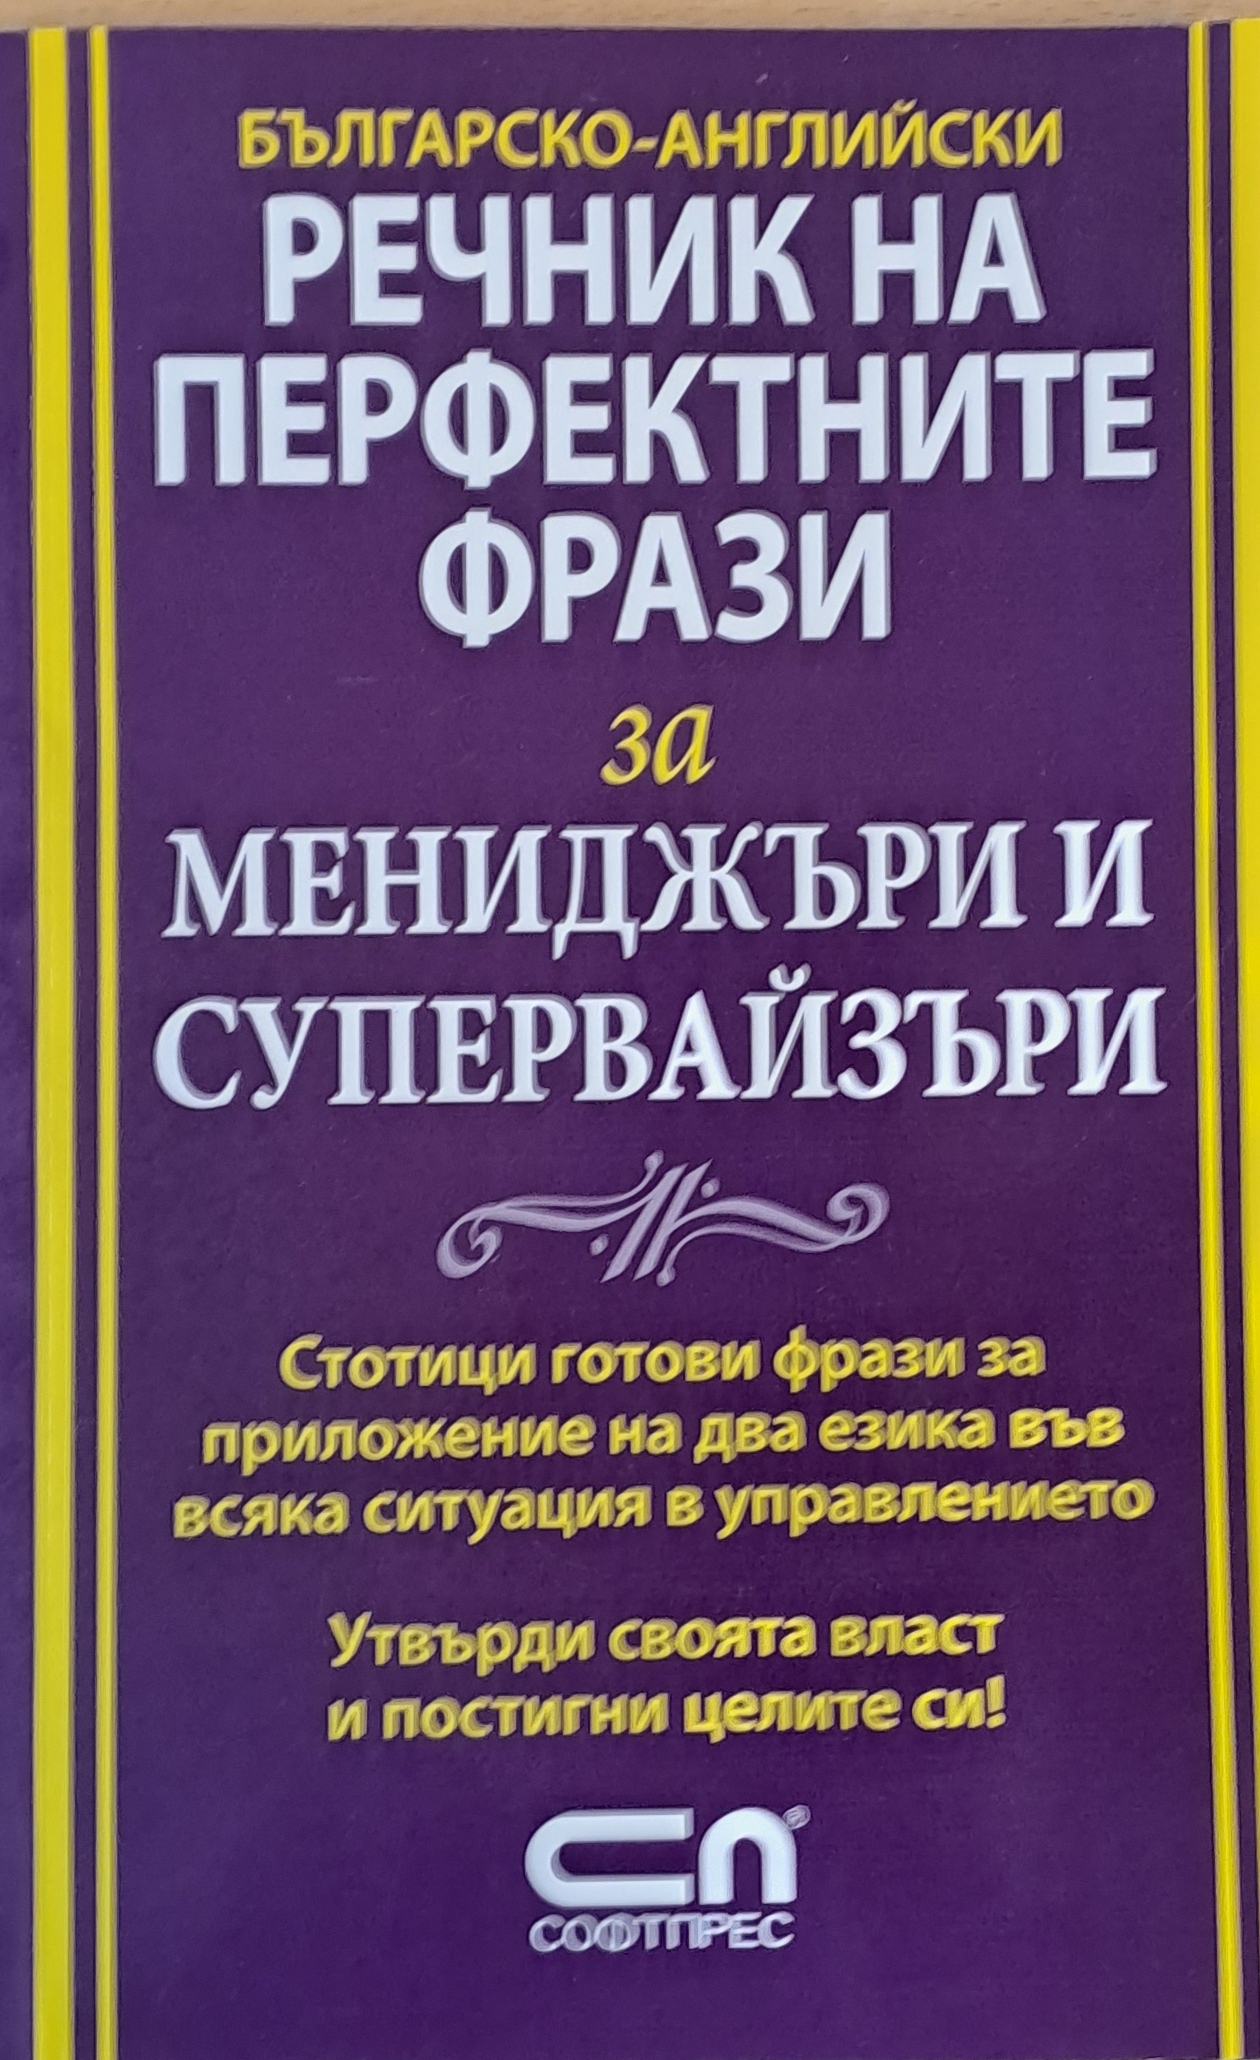 БЪЛГАРСКО-АНГЛИЙСКИ
РЕЧНИК НА
ПЕРФЕКТНИТЕ
ФРАЗИ
за
МЕНИДЖЪРИ И
СУПЕРВАЙЗЪРИ
Стотици готови фрази за
приложение на два езика във
всяка ситуация в управлението
Утвърди своята власт
и постигни целите си!
СП®
СОФТПРЕС